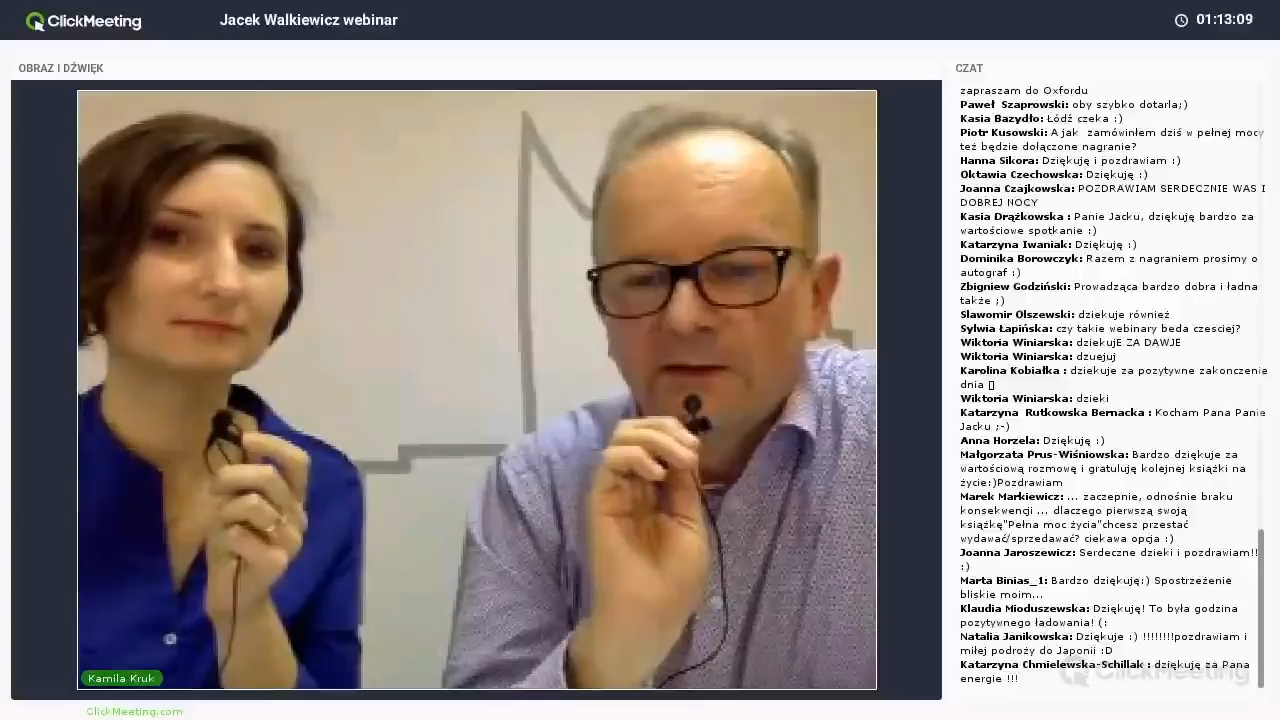 ClickMeeting
Jacek Walkiewicz webinar
01:13:09
OBRAZ I DŹWIĘK
CZAT
zapraszam do Oxfordu
Paweł Szaprowski: oby szybko dotarla;)
Kasia Bazydło: Łódź czeka :)
Piotr Kusowski: A jak zamówinłem dziś w pełnej mocy
też będzie dołączone nagranie?
Hanna Sikora: Dziękuję i pozdrawiam :)
Oktawia Czechowska: Dziękuję :)
Joanna Czajkowska: POZDRAWIAM SERDECZNIE WAS I
DOBREJ NOCY
Kasia Drążkowska : Panie Jacku, dziękuję bardzo za
wartościowe spotkanie :)
Katarzyna Iwaniak: Dziękuję :)
Dominika Borowczyk: Razem z nagraniem prosimy o
autograf :)
Zbigniew Godziński: Prowadząca bardzo dobra i ładna
także ;)
Sławomir Olszewski: dziekuje również
Sylwia Łapińska: czy takie webinary beda czesciej?
Wiktoria Winiarska: dziekujE ZA DAWJE
Wiktoria Winiarska: dzuejuj
Karolina Kobiałka : dziekuje za pozytywne zakonczenie
dnia
Wiktoria Winiarska: dzieki
Katarzyna Rutkowska Bernacka : Kocham Pana Panie
Jacku ;-)
Anna Horzela: Dziękuję :)
Małgorzata Prus-Wiśniowska: Bardzo dziękuje za
wartościową rozmowę i gratuluję kolejnej książki na
życie:)Pozdrawiam
Marek Markiewicz: ... zaczepnie, odnośnie braku
konsekwencji ... dlaczego pierwszą swoją
książkę"Pełna moc życia"chcesz przestać
wydawać/sprzedawać? ciekawa opcja :)
Joanna Jaroszewicz: Serdeczne dzieki i pozdrawiam!!
:)
Marta Binias_1: Bardzo dziękuję:) Spostrzeżenie
bliskie moim...
Klaudia Mioduszewska: Dziękuję! To była godzina
pozytywnego ładowania! (:
Natalia Janikowska: Dziękuje :) !!!!!!!!pozdrawiam i
miłej podroży do Japonii :D
Katarzyna Chmielewska-Schillak : dziękuję za Pana
energie !!!
ClickMeeting
Kamila Kruk
ClickMeeting.com